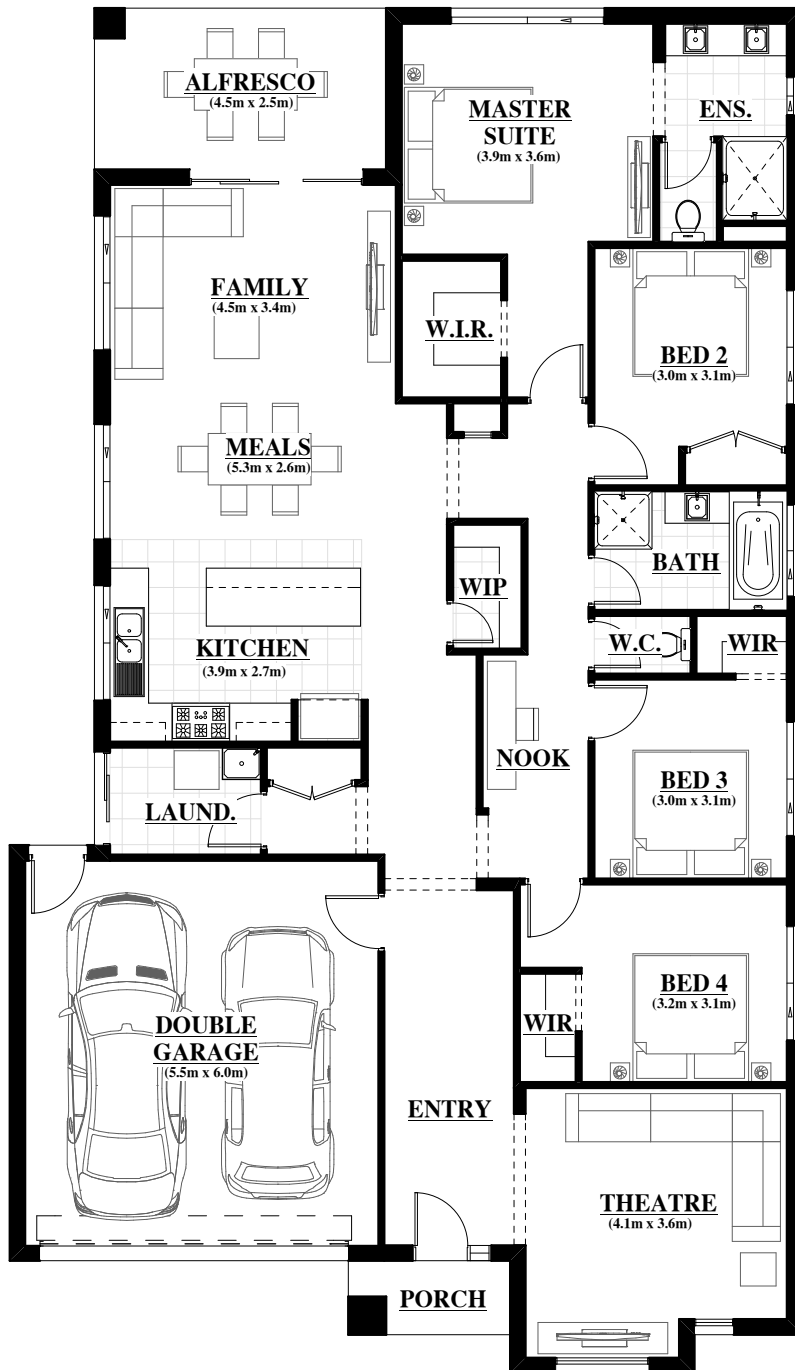 ALFRESCO
(4.5m x 2.5m)
MASTER
SUITE
(3.9m x 3.6m)
ENS.
FAMILY
(4.5m x 3.4m)
W.I.R.
BED 2
(3.0m x 3.1m)
MEALS
(5.3m x 2.6m)
BATH
WIP
KITCHEN
(3.9m x 2.7m)
W.C.
WIR
NOOK
BED 3
(3.0m x 3.1m)
LAUND.
BED 4
(3.2m x 3.1m)
WIR
DOUBLE
GARAGE
(5.5m x 6.0m)
ENTRY
THEATRE
(4.1m x 3.6m)
PORCH